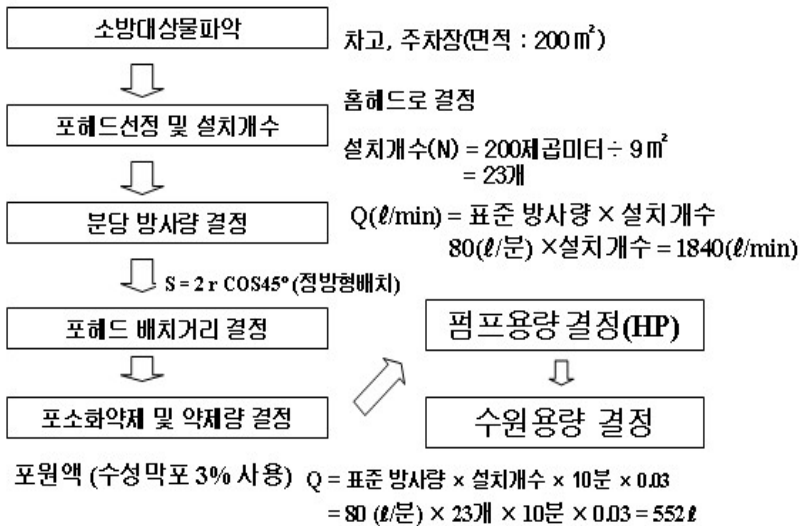 소방대상물파악
차고, 주차장(면적 : 200㎡)
홈헤드로 결정
포헤드선정 및 설치개수
설치개수(N) = 200제곱미터÷ 9㎡
= 23개
분당 방사량 결정
Q(ℓ/min) = 표준 방사량 × 설치개수
80(ℓ/분) ×설치개수 = 1840(ℓ/min)
S = 2 r COS45° (정방형배치)
포헤드 배치거리 결정
펌프용량 결정(HP)
포소화약제 및 약제량 결정
수원용량 결정
포원액 (수성막포 3% 사용) Q = 표준 방사량 × 설치개수 × 10분 × 0.03
= 80 (ℓ/분) × 23개 × 10분 × 0.03 = 552ℓ